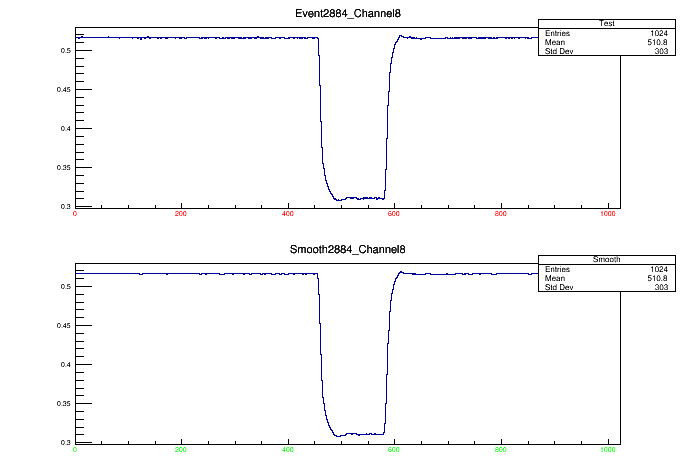 Event2884_Channel8
Test
Entries 1024
Mean 510.8
Std Dev 303
0.5
0.45
0.4
0.35
0.3
0 200 400 600 800 1000
Smooth2884_Channel8
Smooth
Entries 1024
Mean 510.8
Std Dev 303
0.5
0.45
0.4
0.35
0.3
0 200 400 600 800 1000